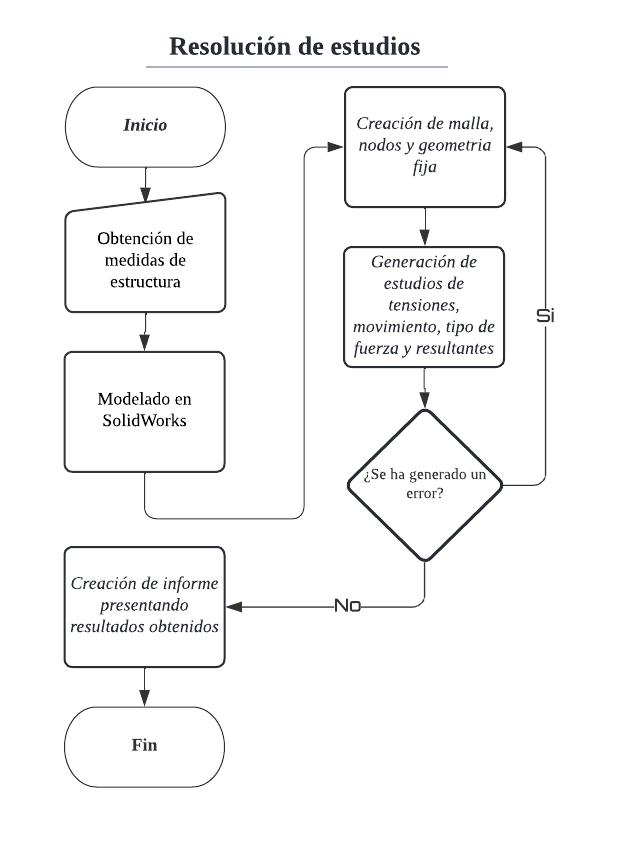 Resolución de estudios
Inicio
Obtención de
medidas de
estructura
Modelado en
SolidWorks
Creación de malla,
nodos y geometria
fija
Generación de
estudios de
tensiones,
movimiento, tipo de
fuerza y resultantes
¿Se ha generado un
error?
Si
No
Creación de informe
presentando
resultados obtenidos
Fin